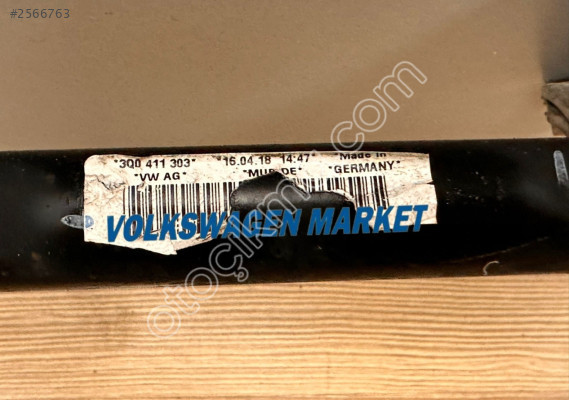 #2566763
*3Q0 411 303* *16.04.18 14:47* *Made in
*VW AG* GERMANY*
VOLKSWAGEN MARKET
otoçıkma.com